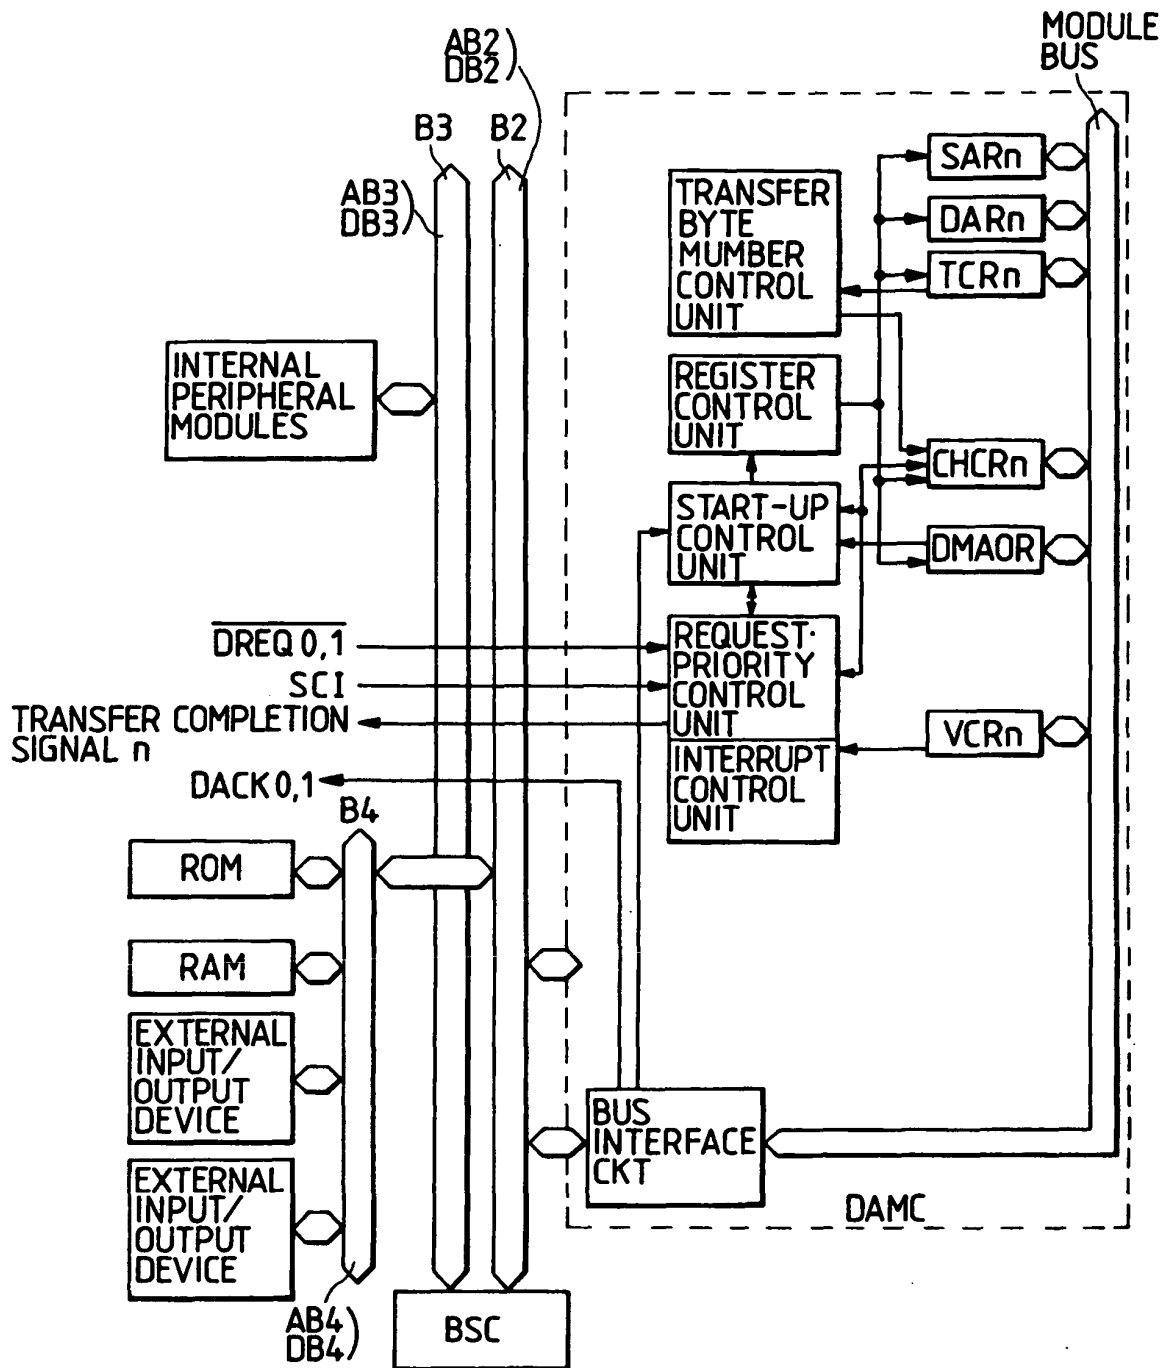 MODULE
BUS
AB2
DB2
B3
B2
AB3
DB3
SARn
TRANSFER
BYTE
MUMBER
CONTROL
UNIT
DARn
TCRn
INTERNAL
PERIPHERAL
MODULES
REGISTER
CONTROL
UNIT
CHCRn
START-UP
CONTROL
UNIT
DMAOR
DREQ 0,1
SCI
TRANSFER COMPLETION
SIGNAL n
REQUEST·
PRIORITY
CONTROL
UNIT
VCRn
INTERRUPT
CONTROL
UNIT
DACK 0,1
B4
ROM
RAM
EXTERNAL
INPUT/
OUTPUT
DEVICE
BUS
INTERFACE
CKT
EXTERNAL
INPUT/
OUTPUT
DEVICE
DAMC
AB4
DB4
BSC